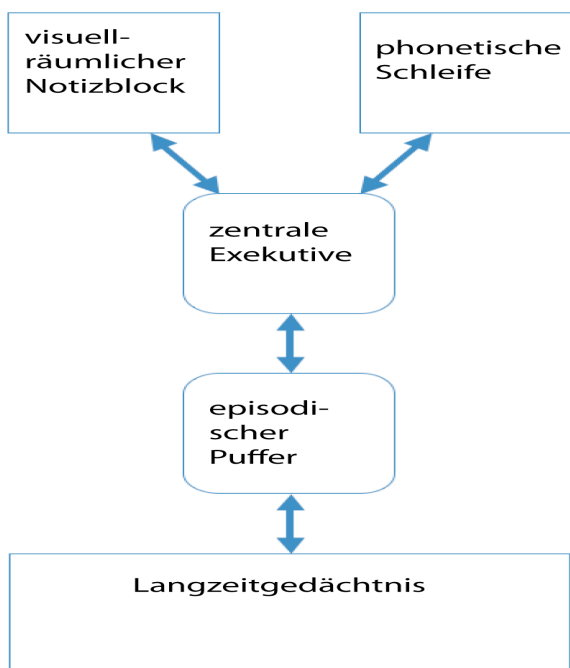 visuell-
räumlicher
Notizblock
phonetische
Schleife
zentrale
Exekutive
episodi-
scher
Puffer
Langzeitgedächtnis